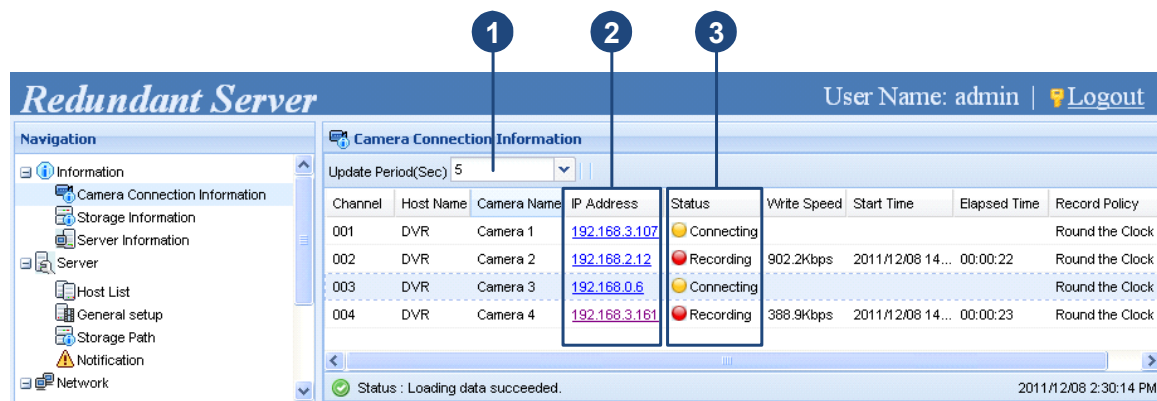 1 2 3
Redundant Server User Name: admin | Logout
Navigation
Information
Camera Connection Information
Storage Information
Server Information
Server
Host List
General setup
Storage Path
Notification
Network
Camera Connection Information
Update Period(Sec) 5
Channel Host Name Camera Name IP Address Status Write Speed Start Time Elapsed Time Record Policy
001 DVR Camera 1 192.168.3.107 Connecting Round the Clock
002 DVR Camera 2 192.168.2.12 Recording 902.2Kbps 2011/12/08 14... 00:00:22 Round the Clock
003 DVR Camera 3 192.168.0.6 Connecting Round the Clock
004 DVR Camera 4 192.168.3.161 Recording 388.9Kbps 2011/12/08 14... 00:00:23 Round the Clock
Status : Loading data succeeded. 2011/12/08 2:30:14 PM